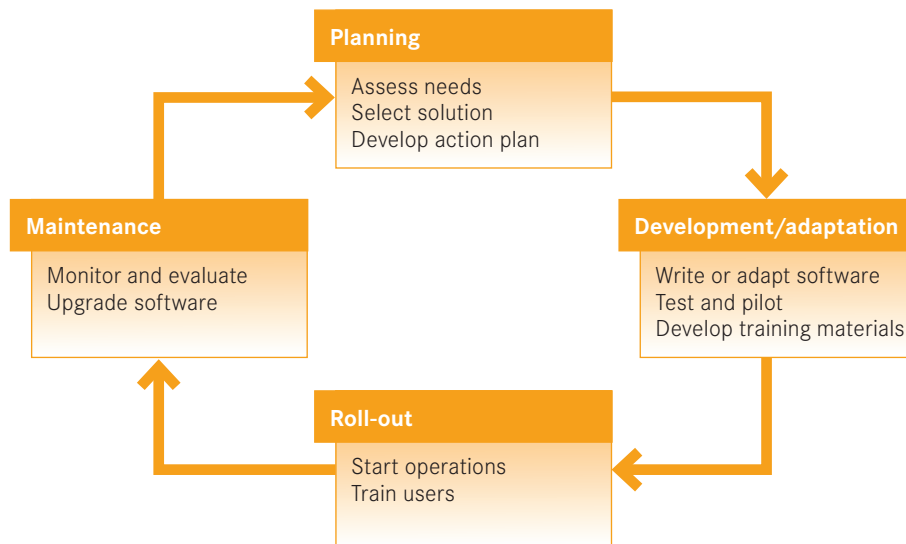 Planning
Assess needs
Select solution
Develop action plan
Maintenance
Monitor and evaluate
Upgrade software
Development/adaptation
Write or adapt software
Test and pilot
Develop training materials
Roll-out
Start operations
Train users